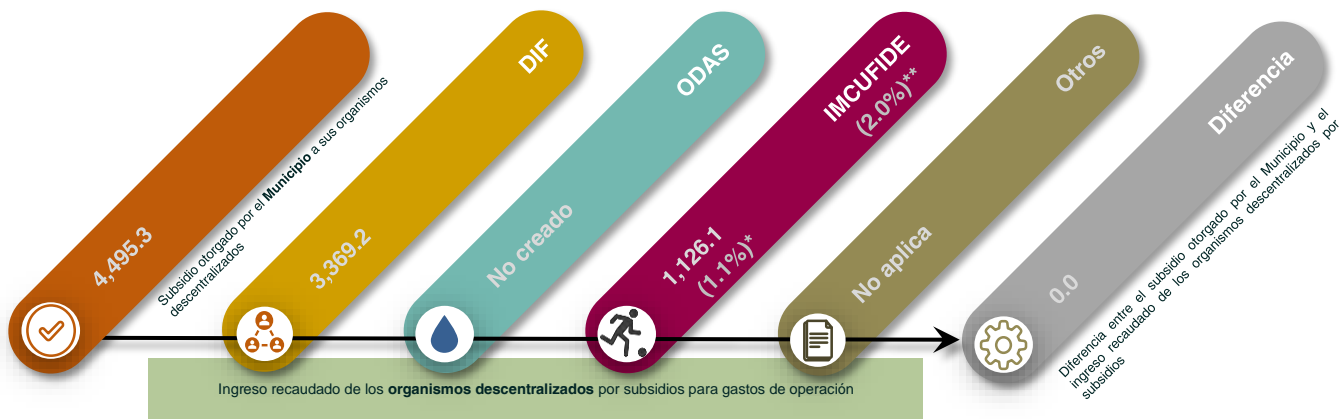 4,495.3
Subsidio otorgado por el Municipio a sus organismos
descentralizados
DIF
3,369.2
ODAS
No creado
IMCUFIDE
(2.0%)**
1,126.1
(1.1%)*
Otros
No aplica
Diferencia
0.0
Diferencia entre el subsidio otorgado por el Municipio y el
ingreso recaudado de los organismos descentralizados por
subsidios
Ingreso recaudado de los organismos descentralizados por subsidios para gastos de operación